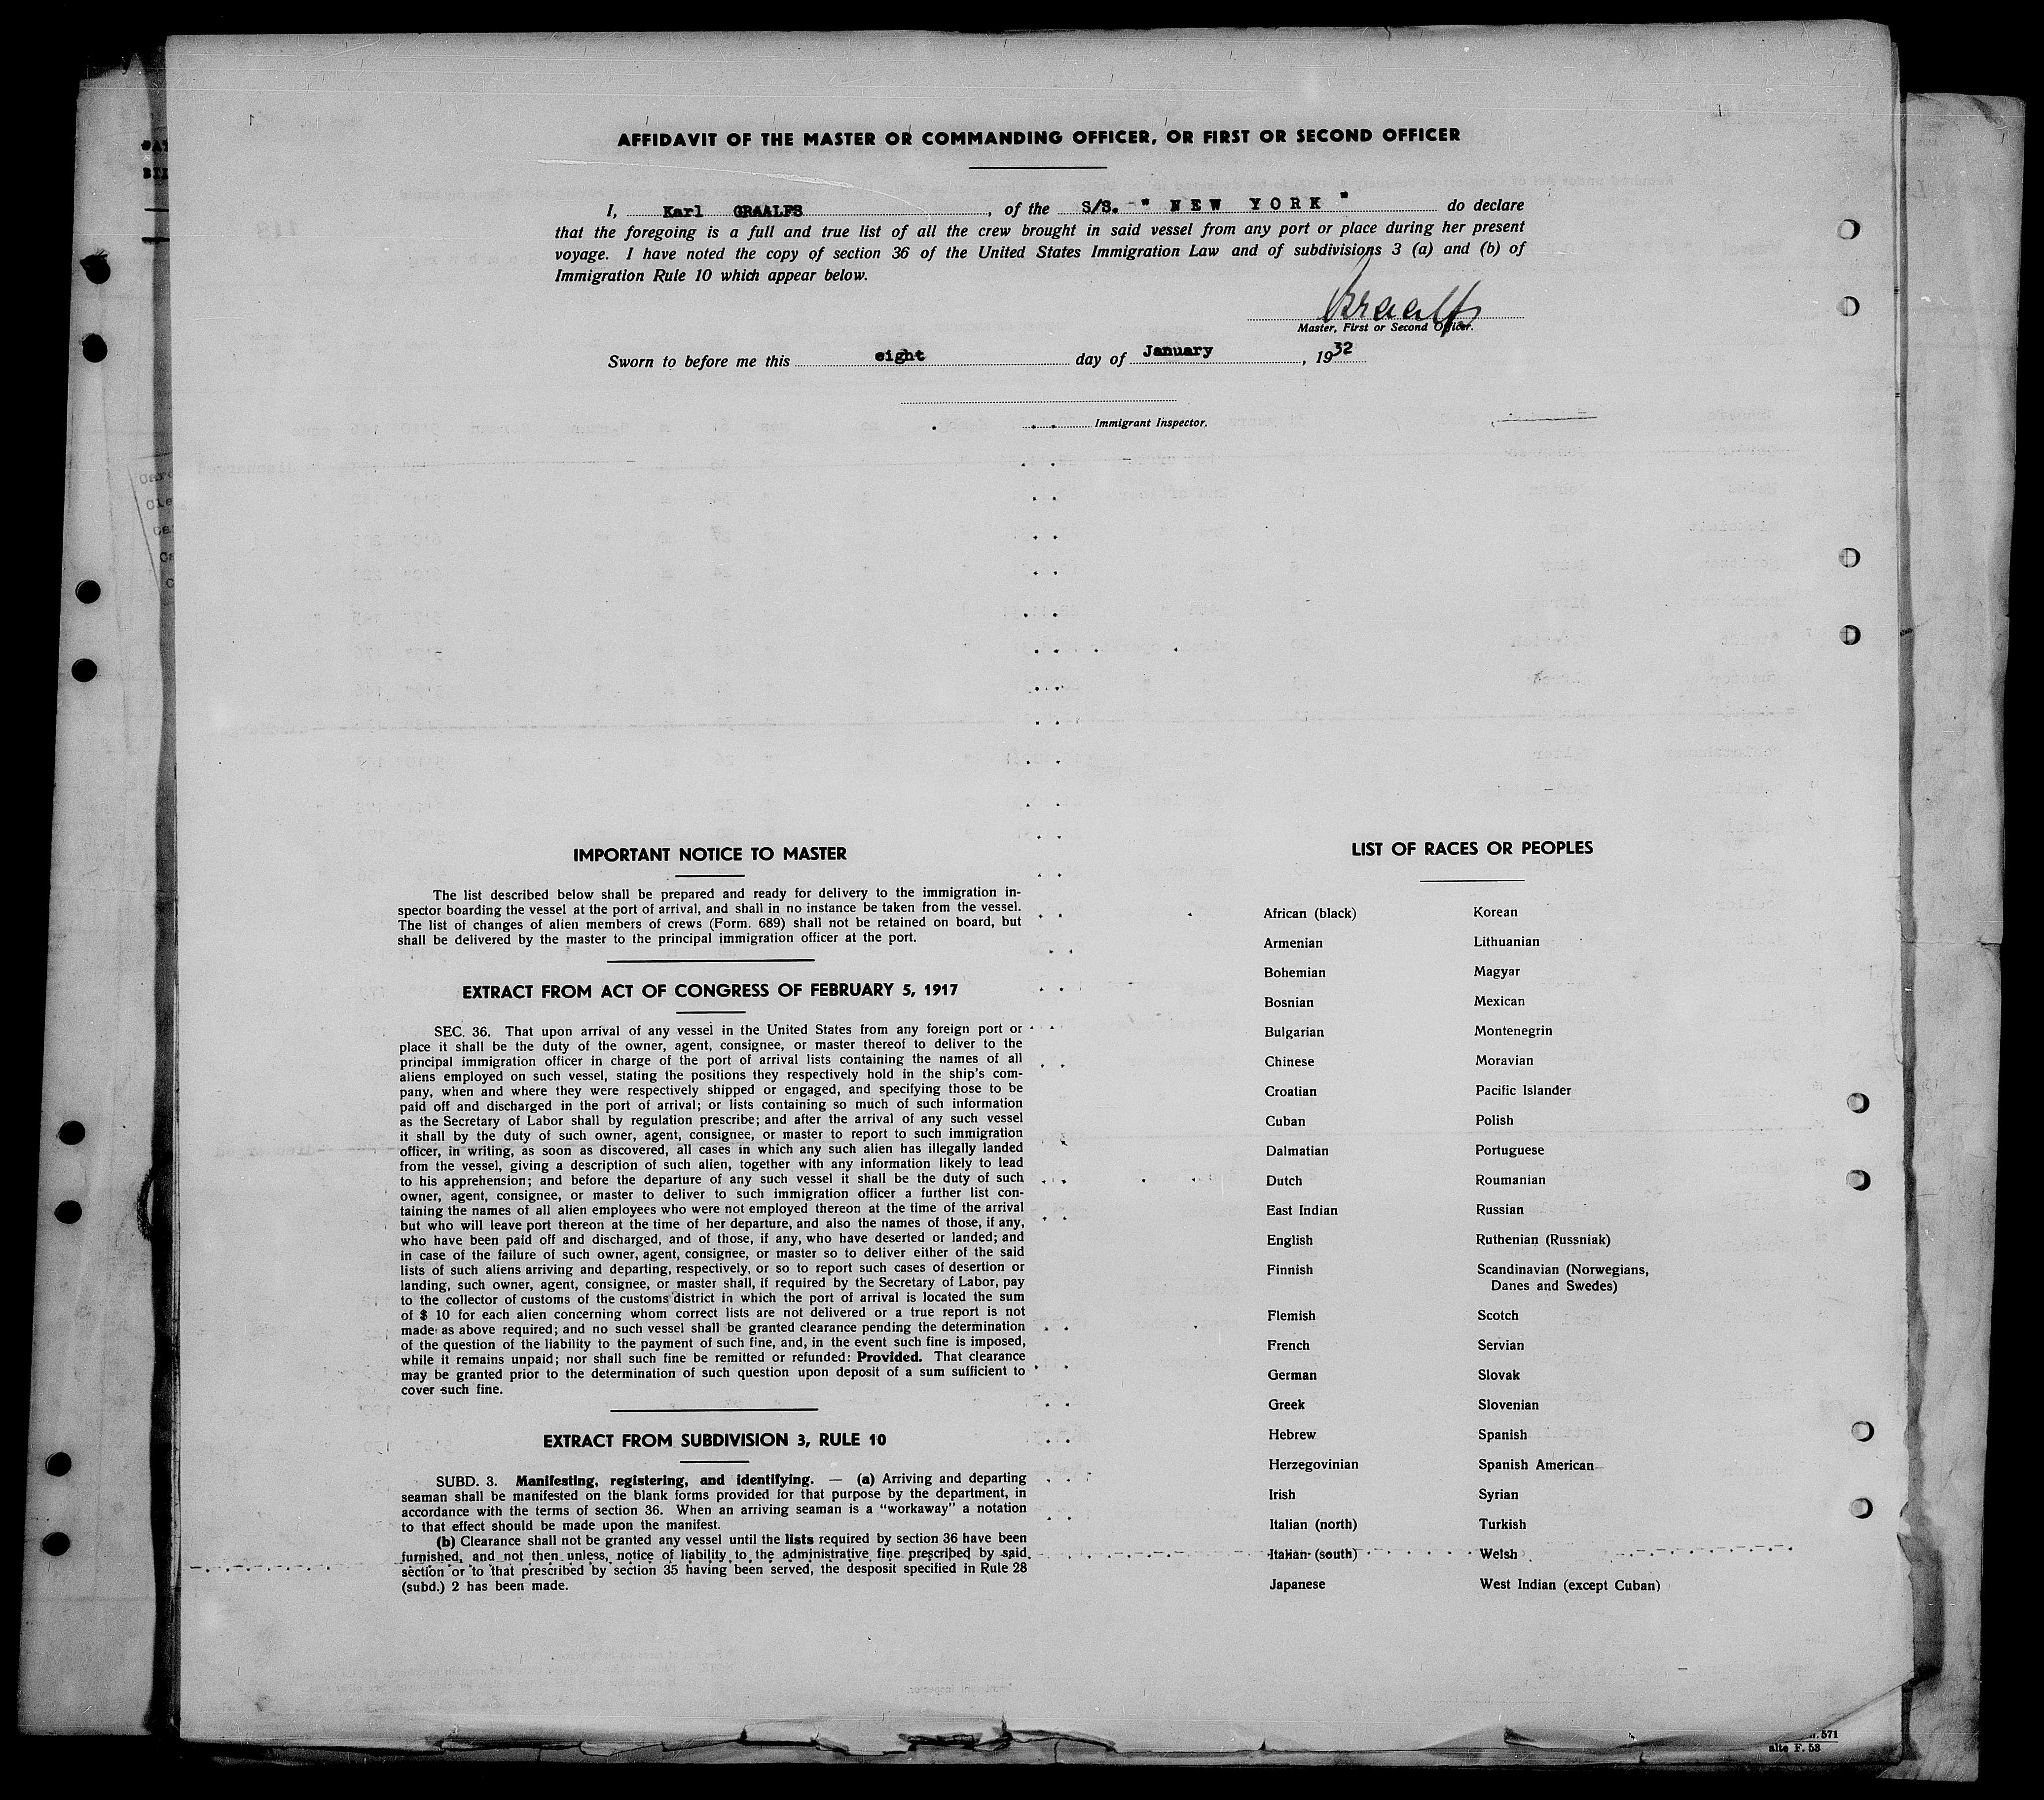 AFFIDAVIT OF THE MASTER OR COMMANDING OFFICER, OR FIRST OR SECOND OFFICER
I, Karl GRAALFS, of the S/S. " NEW YORK " do declare
that the foregoing is a full and true list of all the crew brought in said vessel from any port or place during her present
voyage. I have noted the copy of section 36 of the United States Immigration Law and of subdivisions 3 (a) and (b) of
Immigration Rule 10 which appear below.
Graalfs
Master, First or Second Officer.
Sworn to before me this eight day of January, 1932
Immigrant Inspector.
IMPORTANT NOTICE TO MASTER
The list described below shall be prepared and ready for delivery to the immigration in-
spector boarding the vessel at the port of arrival, and shall in no instance be taken from the vessel.
The list of changes of alien members of crews (Form. 689) shall not be retained on board, but
shall be delivered by the master to the principal immigration officer at the port.
EXTRACT FROM ACT OF CONGRESS OF FEBRUARY 5, 1917
SEC. 36. That upon arrival of any vessel in the United States from any foreign port or
place it shall be the duty of the owner, agent, consignee, or master thereof to deliver to the
principal immigration officer in charge of the port of arrival lists containing the names of all
aliens employed on such vessel, stating the positions they respectively hold in the ship's com-
pany, when and where they were respectively shipped or engaged, and specifying those to be
paid off and discharged in the port of arrival; or lists containing so much of such information
as the Secretary of Labor shall by regulation prescribe; and after the arrival of any such vessel
it shall by the duty of such owner, agent, consignee, or master to report to such immigration
officer, in writing, as soon as discovered, all cases in which any such alien has illegally landed
from the vessel, giving a description of such alien, together with any information likely to lead
to his apprehension; and before the departure of any such vessel it shall be the duty of such
owner, agent, consignee, or master to deliver to such immigration officer a further list con-
taining the names of all alien employees who were not employed thereon at the time of the arrival
but who will leave port thereon at the time of her departure, and also the names of those, if any,
who have been paid off and discharged, and of those, if any, who have deserted or landed; and
in case of the failure of such owner, agent, consignee, or master so to deliver either of the said
lists of such aliens arriving and departing, respectively, or so to report such cases of desertion or
landing, such owner, agent, consignee, or master shall, if required by the Secretary of Labor, pay
to the collector of customs of the customs district in which the port of arrival is located the sum
of $ 10 for each alien concerning whom correct lists are not delivered or a true report is not
made as above required; and no such vessel shall be granted clearance pending the determination
of the question of the liability to the payment of such fine, and, in the event such fine is imposed,
while it remains unpaid; nor shall such fine be remitted or refunded: Provided. That clearance
may be granted prior to the determination of such question upon deposit of a sum sufficient to
cover such fine.
EXTRACT FROM SUBDIVISION 3, RULE 10
SUBD. 3. Manifesting, registering, and identifying. — (a) Arriving and departing
seaman shall be manifested on the blank forms provided for that purpose by the department, in
accordance with the terms of section 36. When an arriving seaman is a "workaway" a notation
to that effect should be made upon the manifest.
(b) Clearance shall not be granted any vessel until the lists required by section 36 have been
furnished, and not then unless, notice of liability to the administrative fine prescribed by said
section or to that prescribed by section 35 having been served, the desposit specified in Rule 28
(subd.) 2 has been made.
LIST OF RACES OR PEOPLES
African (black) Korean
Armenian Lithuanian
Bohemian Magyar
Bosnian Mexican
Bulgarian Montenegrin
Chinese Moravian
Croatian Pacific Islander
Cuban Polish
Dalmatian Portuguese
Dutch Roumanian
East Indian Russian
English Ruthenian (Russniak)
Finnish Scandinavian (Norwegians,
Danes and Swedes)
Flemish Scotch
French Servian
German Slovak
Greek Slovenian
Hebrew Spanish
Herzegovinian Spanish American
Irish Syrian
Italian (north) Turkish
Italian (south) Welsh
Japanese West Indian (except Cuban)
571
alte F. 53